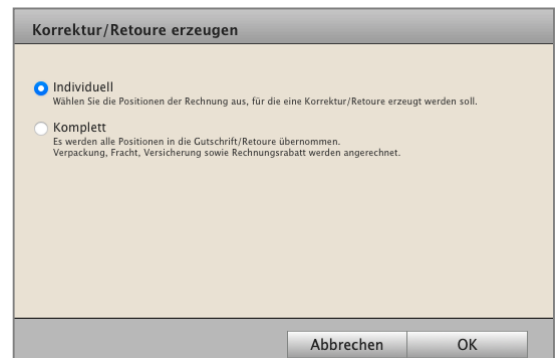 Korrektur/Retoure erzeugen
Individuell
Wählen Sie die Positionen der Rechnung aus, für die eine Korrektur/Retoure erzeugt werden soll.
Komplett
Es werden alle Positionen in die Gutschrift/Retoure übernommen.
Verpackung, Fracht, Versicherung sowie Rechnungsrabatt werden angerechnet.
Abbrechen OK